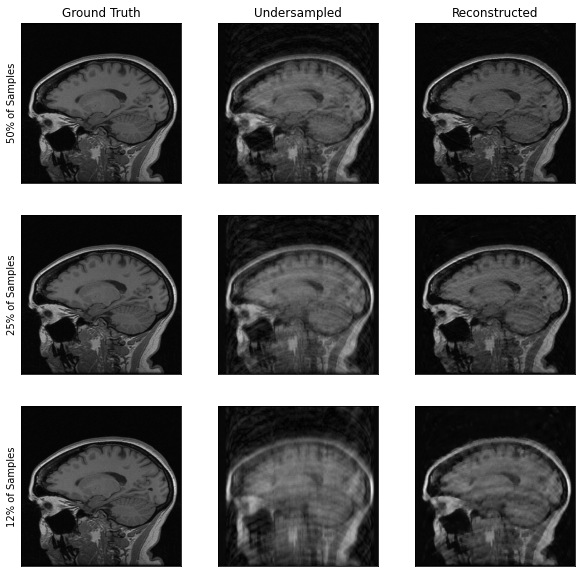 Ground Truth
Undersampled
Reconstructed
50% of Samples
25% of Samples
12% of Samples